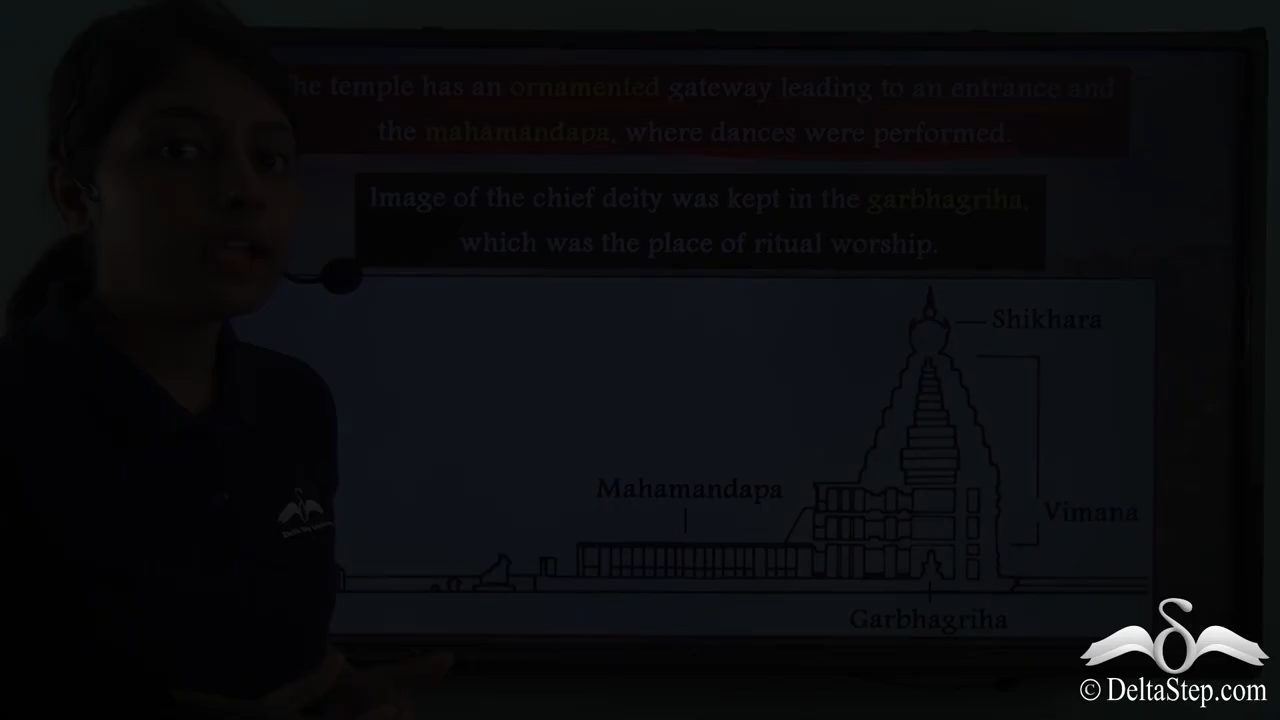 he temple has an ornamented gateway leading to an entrance and
the mahamandapa, where dances were performed.
Image of the chief deity was kept in the garbhagriha,
which was the place of ritual worship.
Shikhara
Mahamandapa
Vimana
Garbhagriha
© DeltaStep.com